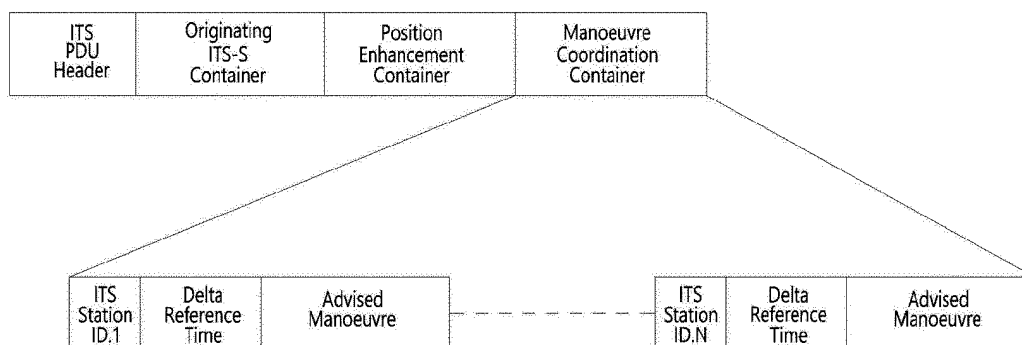 ITS
PDU
Header
Originating
ITS-S
Container
Position
Enhancement
Container
Manoeuvre
Coordination
Container
ITS
Station
ID.1
Delta
Reference
Time
Advised
Manoeuvre
ITS
Station
ID.N
Delta
Reference
Time
Advised
Manoeuvre